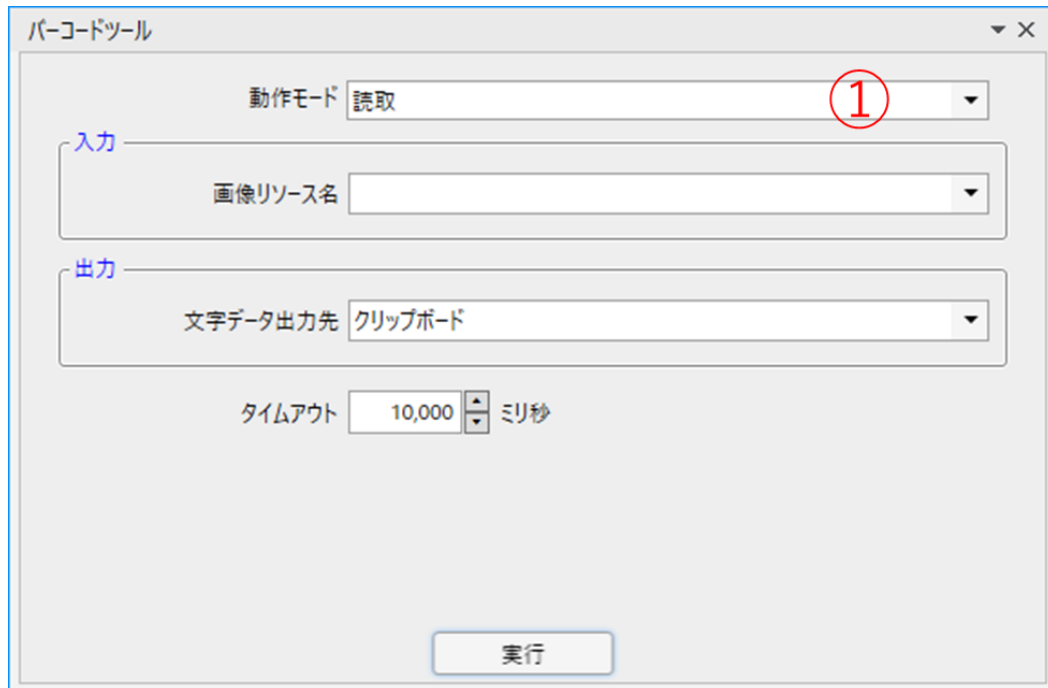 バーコードツール
動作モード 読取 ①
入力
画像リソース名
出力
文字データ出力先 クリップボード
タイムアウト 10,000 ミリ秒
実行